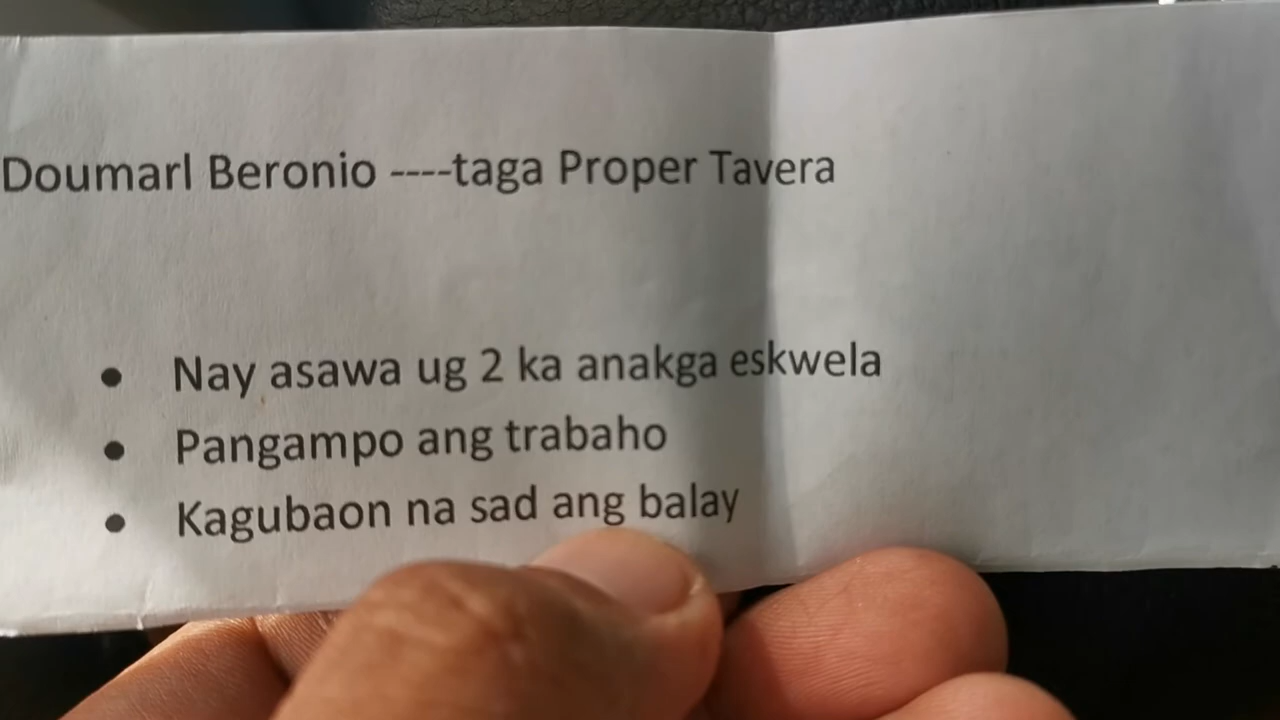 Doumarl Beronio ----taga Proper Tavera
• Nay asawa ug 2 ka anakga eskwela
• Pangampo ang trabaho
• Kagubaon na sad ang balay